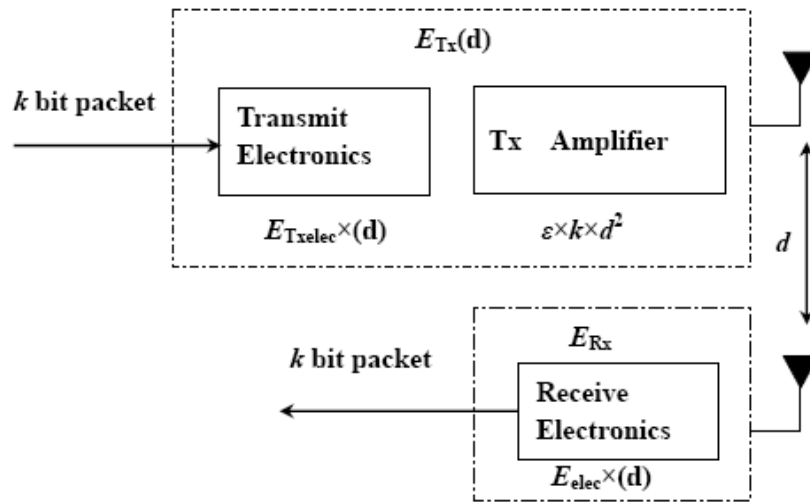 E_Tx(d)
k bit packet
Transmit
Electronics
Tx Amplifier
E_Txelec×(d)
ε×k×d²
d
E_Rx
k bit packet
Receive
Electronics
E_elec×(d)